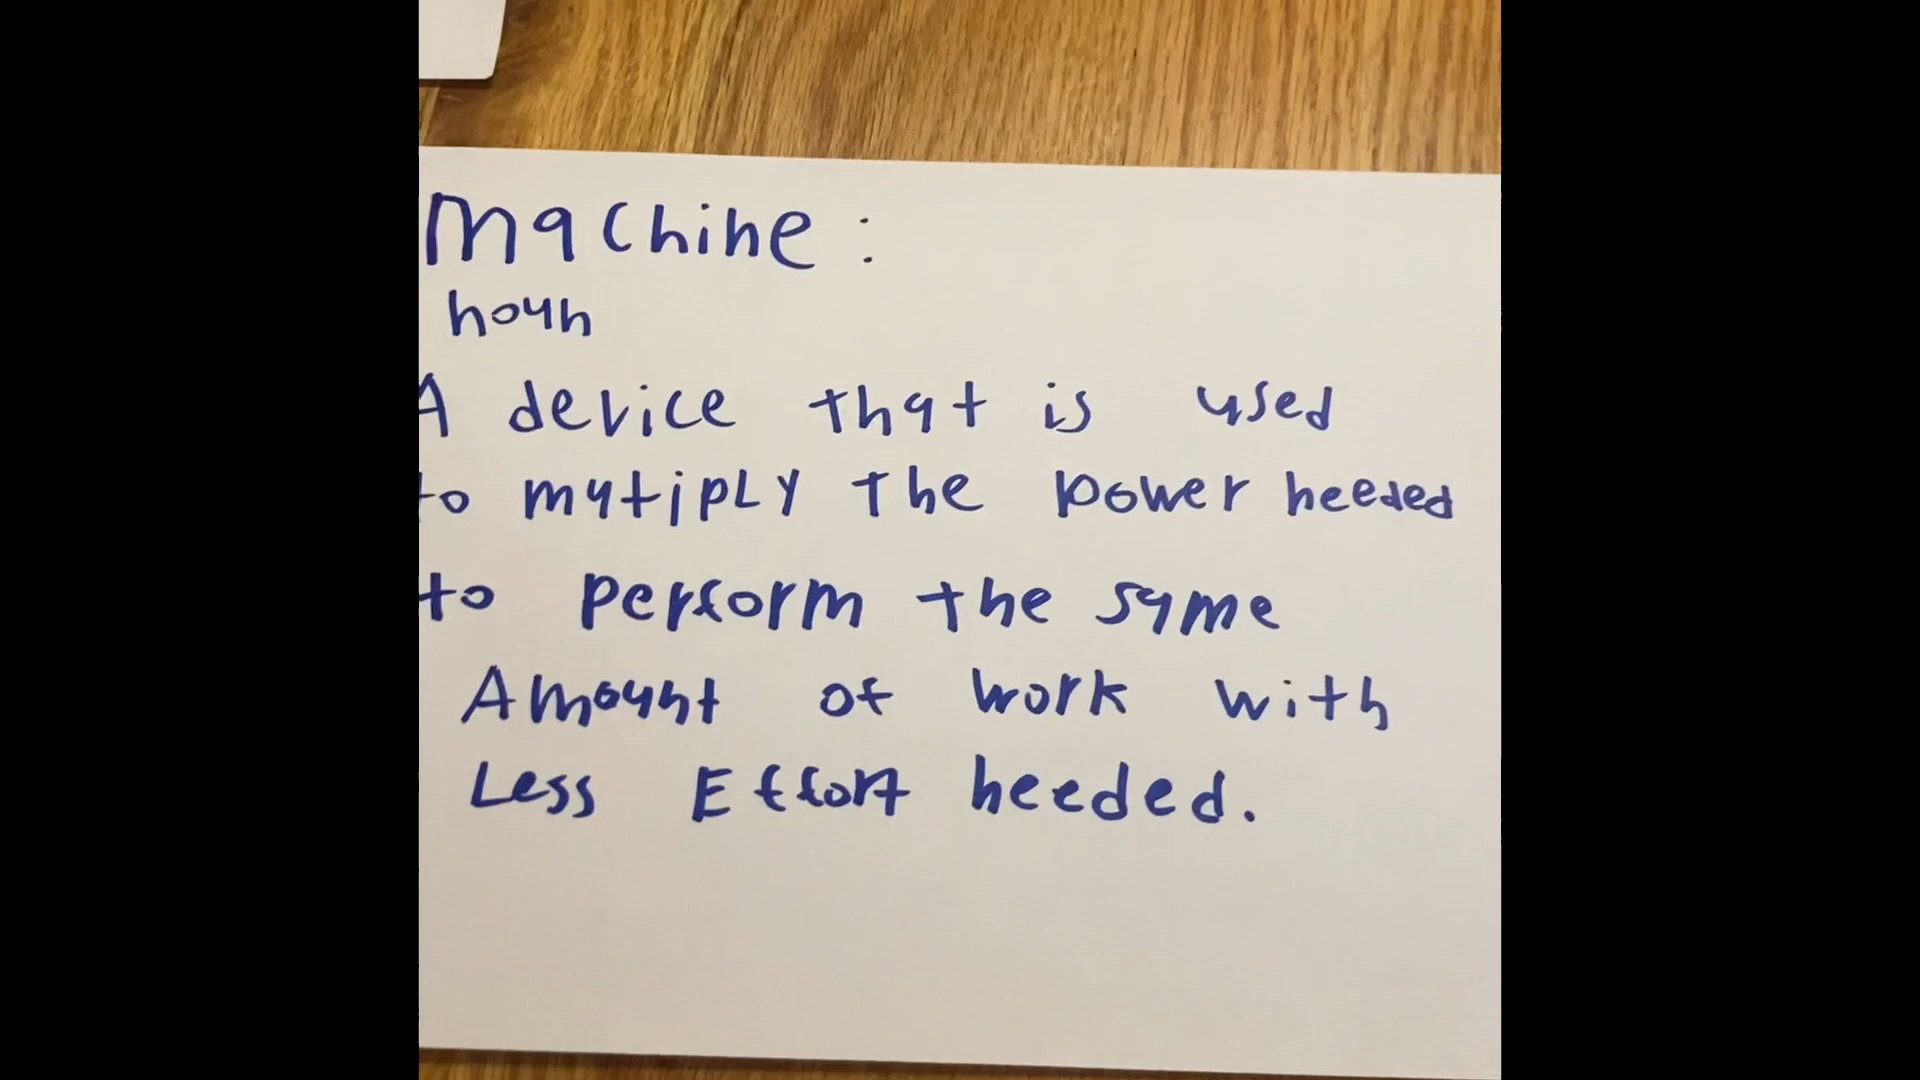 Machine:
noun
A device that is used
to mutiply the power needed
to perform the same
Amount of work with
Less Effort needed.